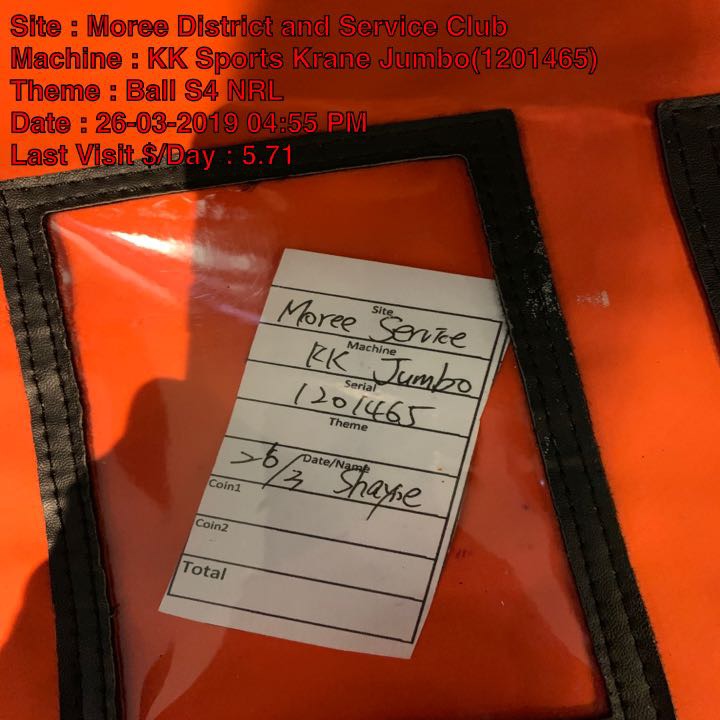 Site : Moree District and Service Club
Machine : KK Sports Krane Jumbo(1201465)
Theme : Ball S4 NRL
Date : 26-03-2019 04:55 PM
Last Visit $/Day : 5.71
Site
Moree Service
Machine
KK Jumbo
Serial
1201465
Theme
Date/Name
26/3
Coin1
Coin2
Total